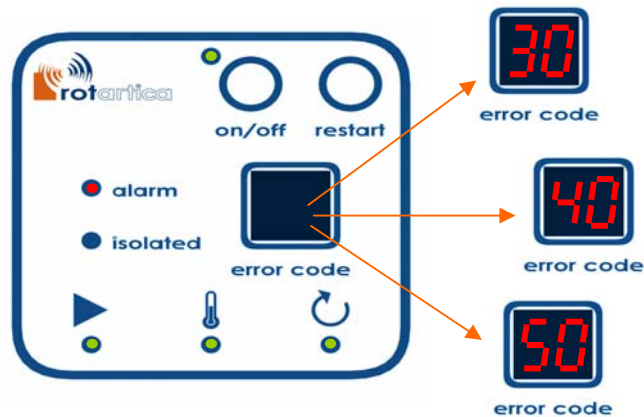 rotartica
on/off restart
alarm
isolated
error code
30
error code
40
error code
50
error code